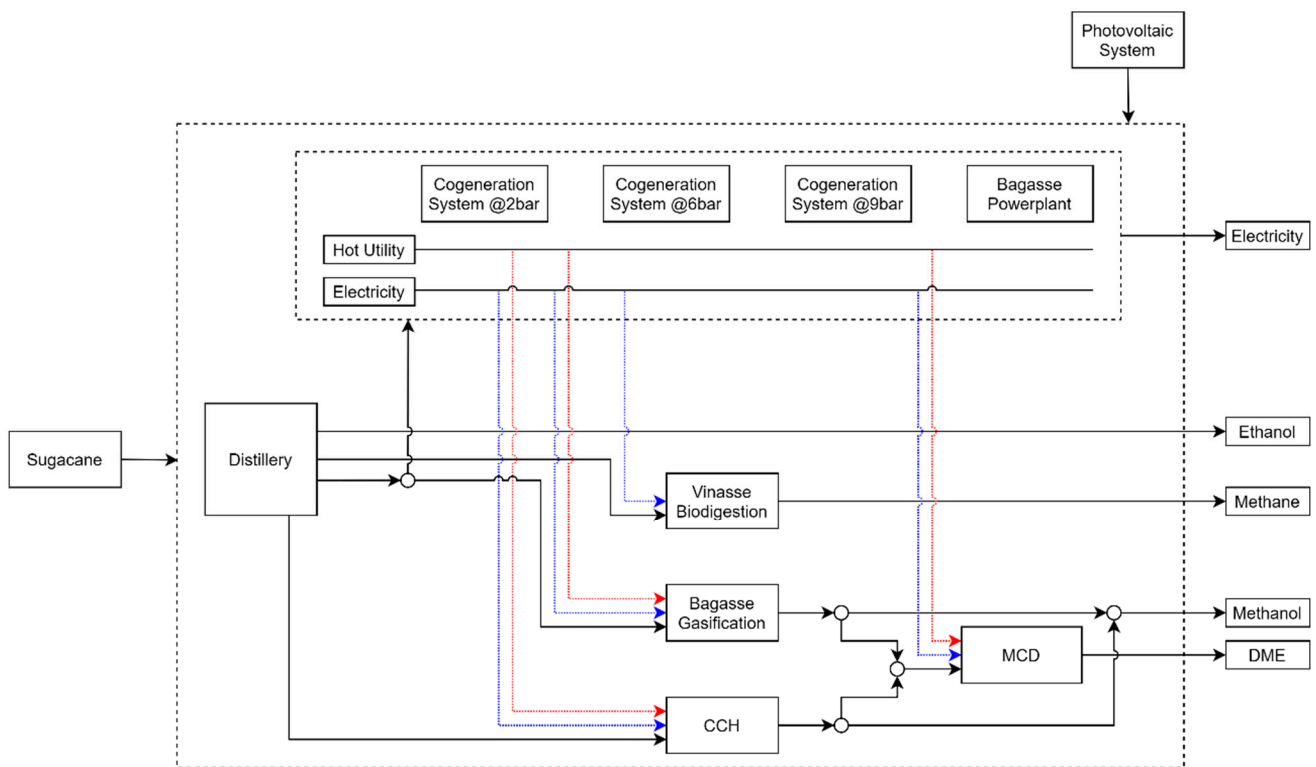 Photovoltaic
System
Cogeneration
System @2bar
Cogeneration
System @6bar
Cogeneration
System @9bar
Bagasse
Powerplant
Hot Utility
Electricity
Electricity
Sugacane
Distillery
Ethanol
Vinasse
Biodigestion
Methane
Bagasse
Gasification
Methanol
MCD
DME
CCH